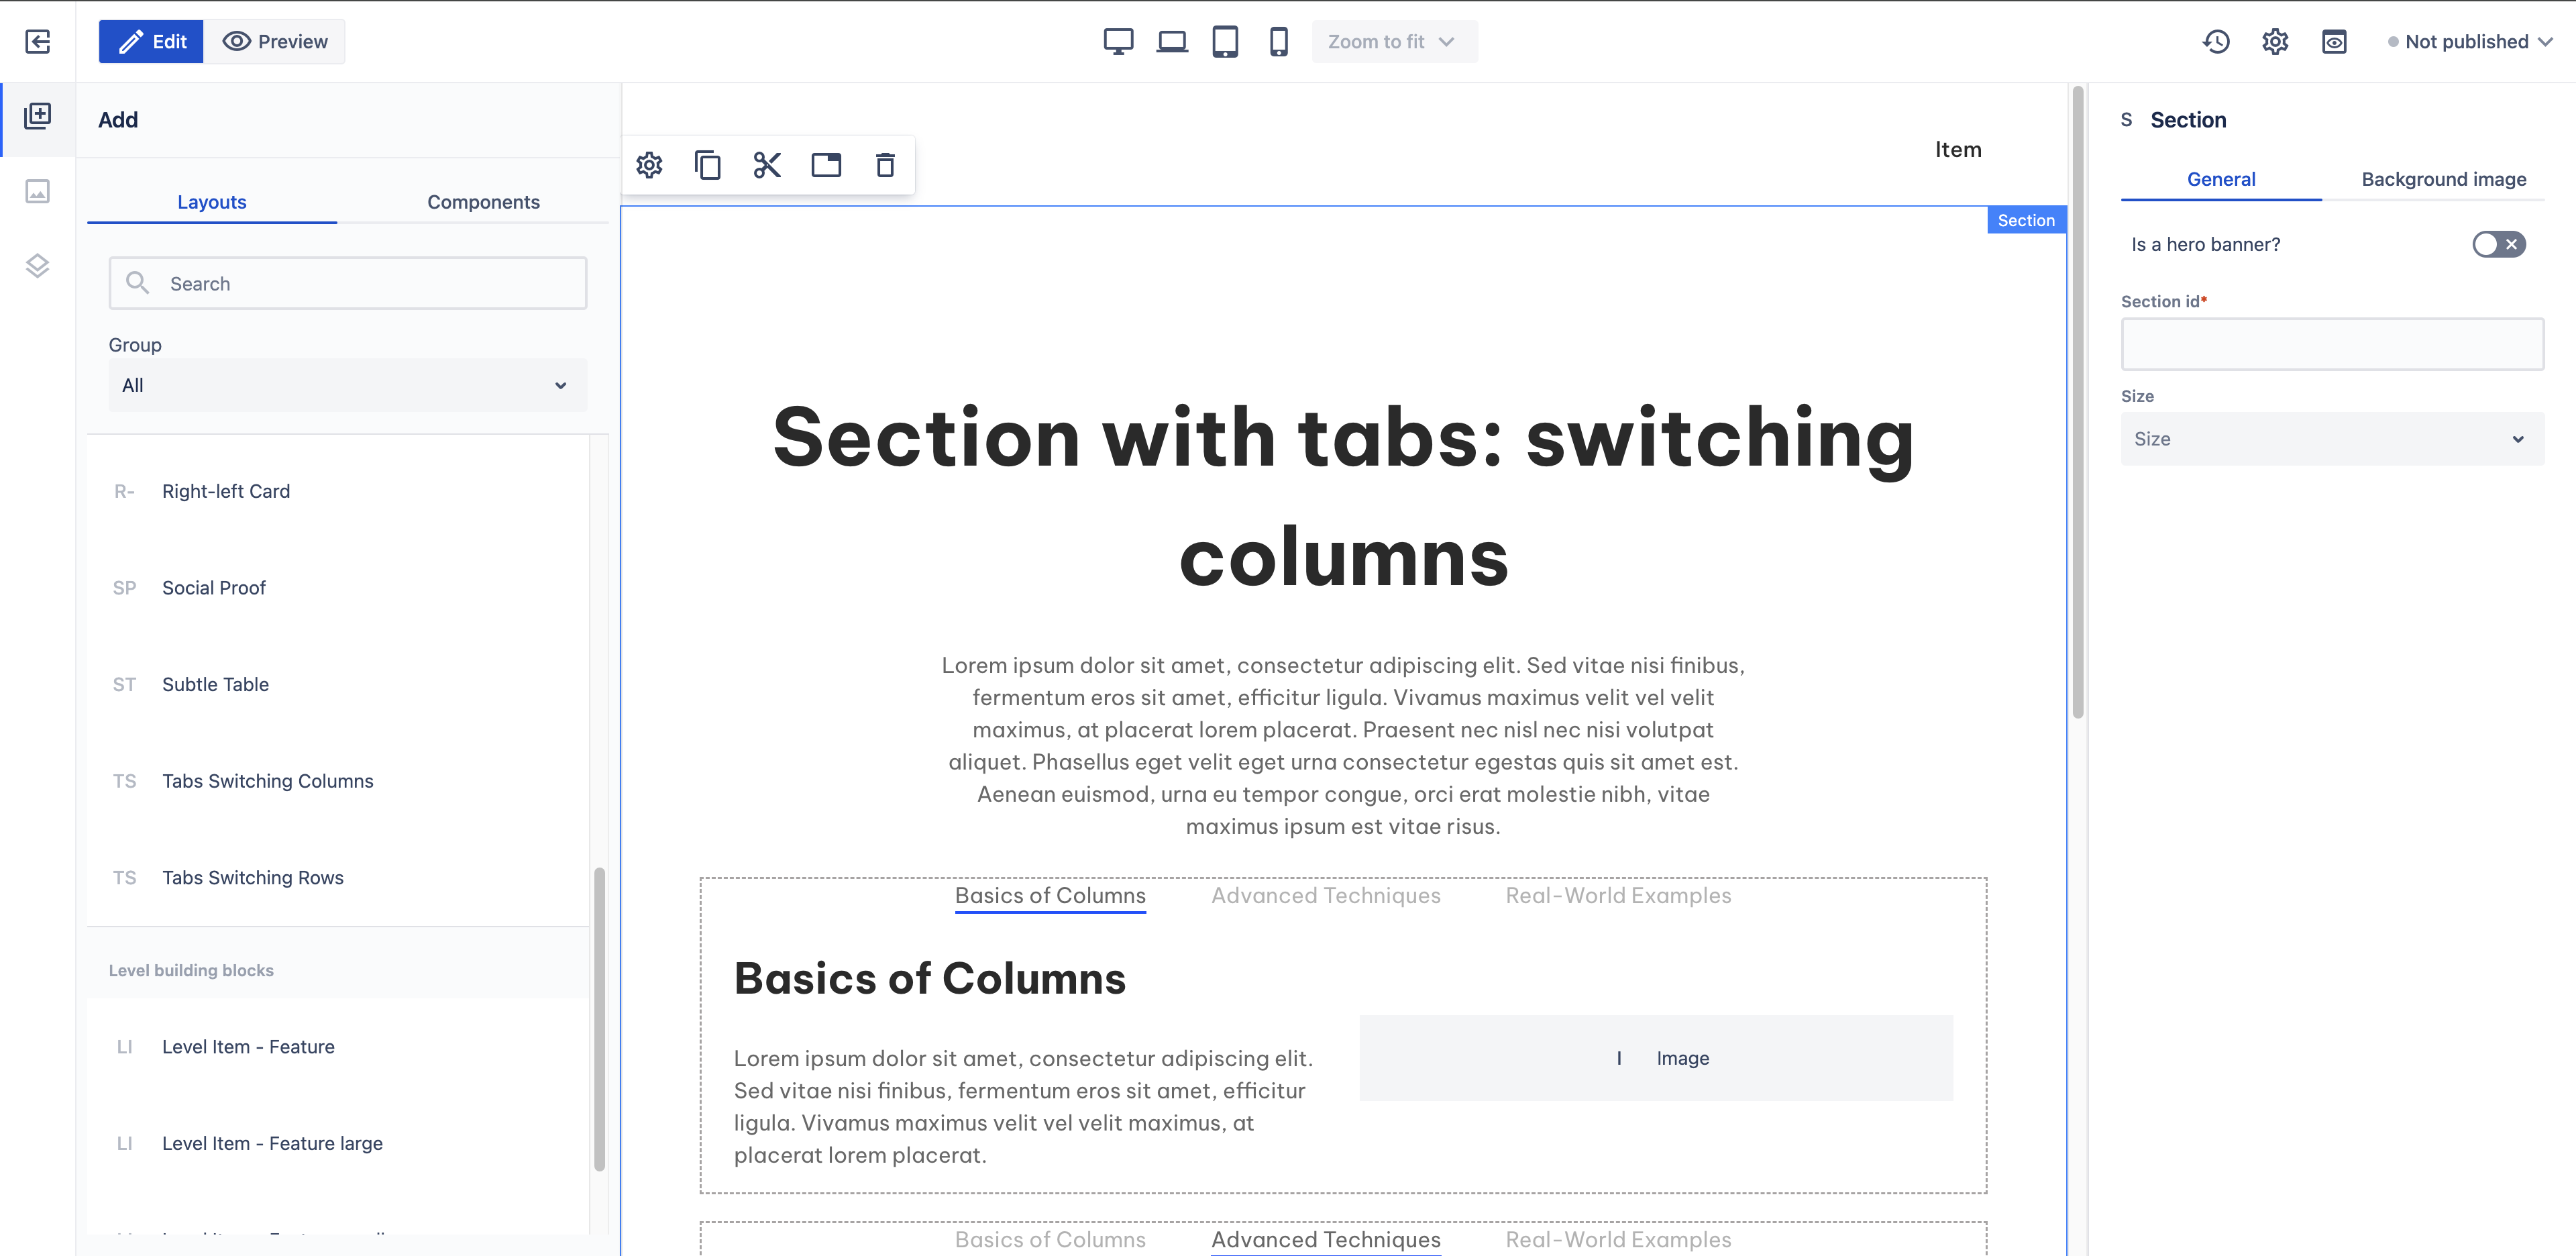 Edit
Preview
Zoom to fit
Not published
Add
Layouts
Components
Search
Group
All
R- Right-left Card
SP Social Proof
ST Subtle Table
TS Tabs Switching Columns
TS Tabs Switching Rows
Level building blocks
LI Level Item - Feature
LI Level Item - Feature large
Item
Section
Section with tabs: switching
columns
Lorem ipsum dolor sit amet, consectetur adipiscing elit. Sed vitae nisi finibus,
fermentum eros sit amet, efficitur ligula. Vivamus maximus velit vel velit
maximus, at placerat lorem placerat. Praesent nec nisl nec nisi volutpat
aliquet. Phasellus eget velit eget urna consectetur egestas quis sit amet est.
Aenean euismod, urna eu tempor congue, orci erat molestie nibh, vitae
maximus ipsum est vitae risus.
Basics of Columns Advanced Techniques Real-World Examples
Basics of Columns
Lorem ipsum dolor sit amet, consectetur adipiscing elit.
Sed vitae nisi finibus, fermentum eros sit amet, efficitur
ligula. Vivamus maximus velit vel velit maximus, at
placerat lorem placerat.
I Image
Basics of Columns Advanced Techniques Real-World Examples
S Section
General
Background image
Is a hero banner?
Section id*
Size
Size